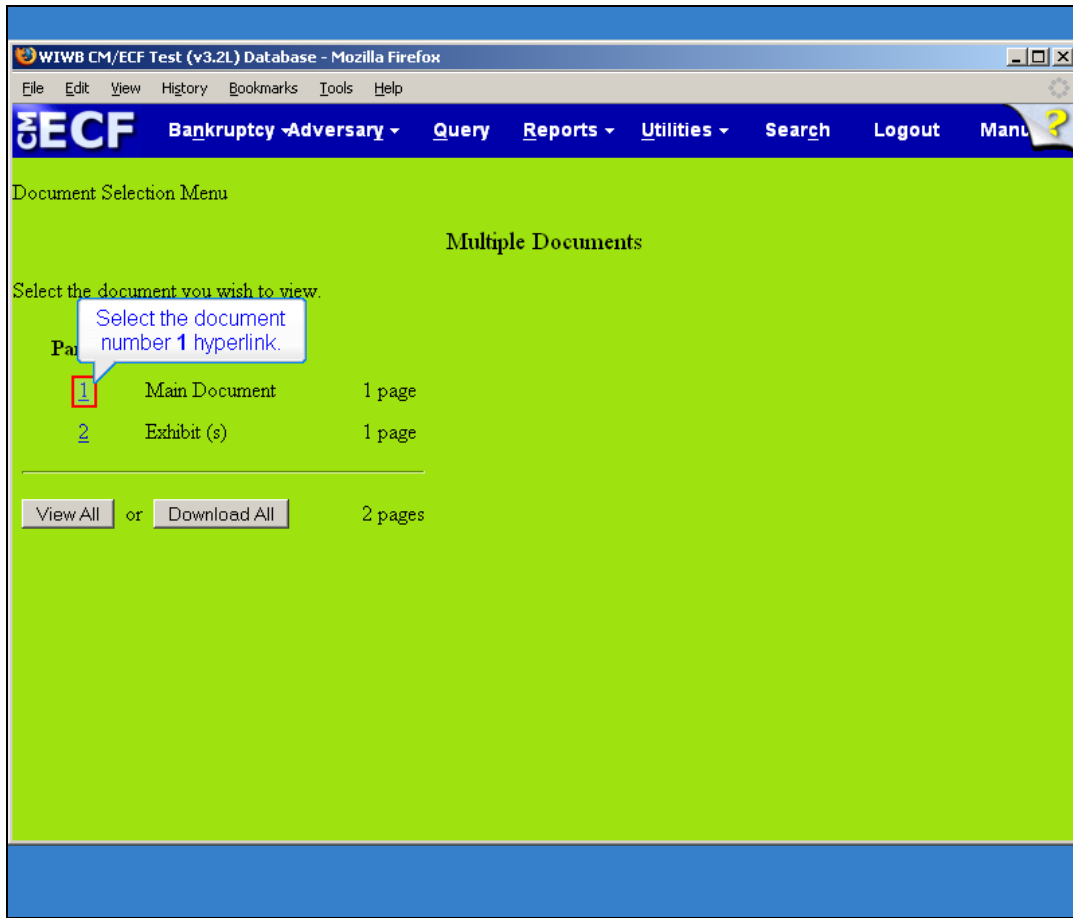 WIWB CM/ECF Test (v3.2L) Database - Mozilla Firefox
File Edit View History Bookmarks Tools Help
CM ECF Bankruptcy Adversary Query Reports Utilities Search Logout Manu ?
Document Selection Menu
Multiple Documents
Select the document you wish to view.
Select the document
number 1 hyperlink.
Pa
1 Main Document 1 page
2 Exhibit (s) 1 page
View All or Download All 2 pages